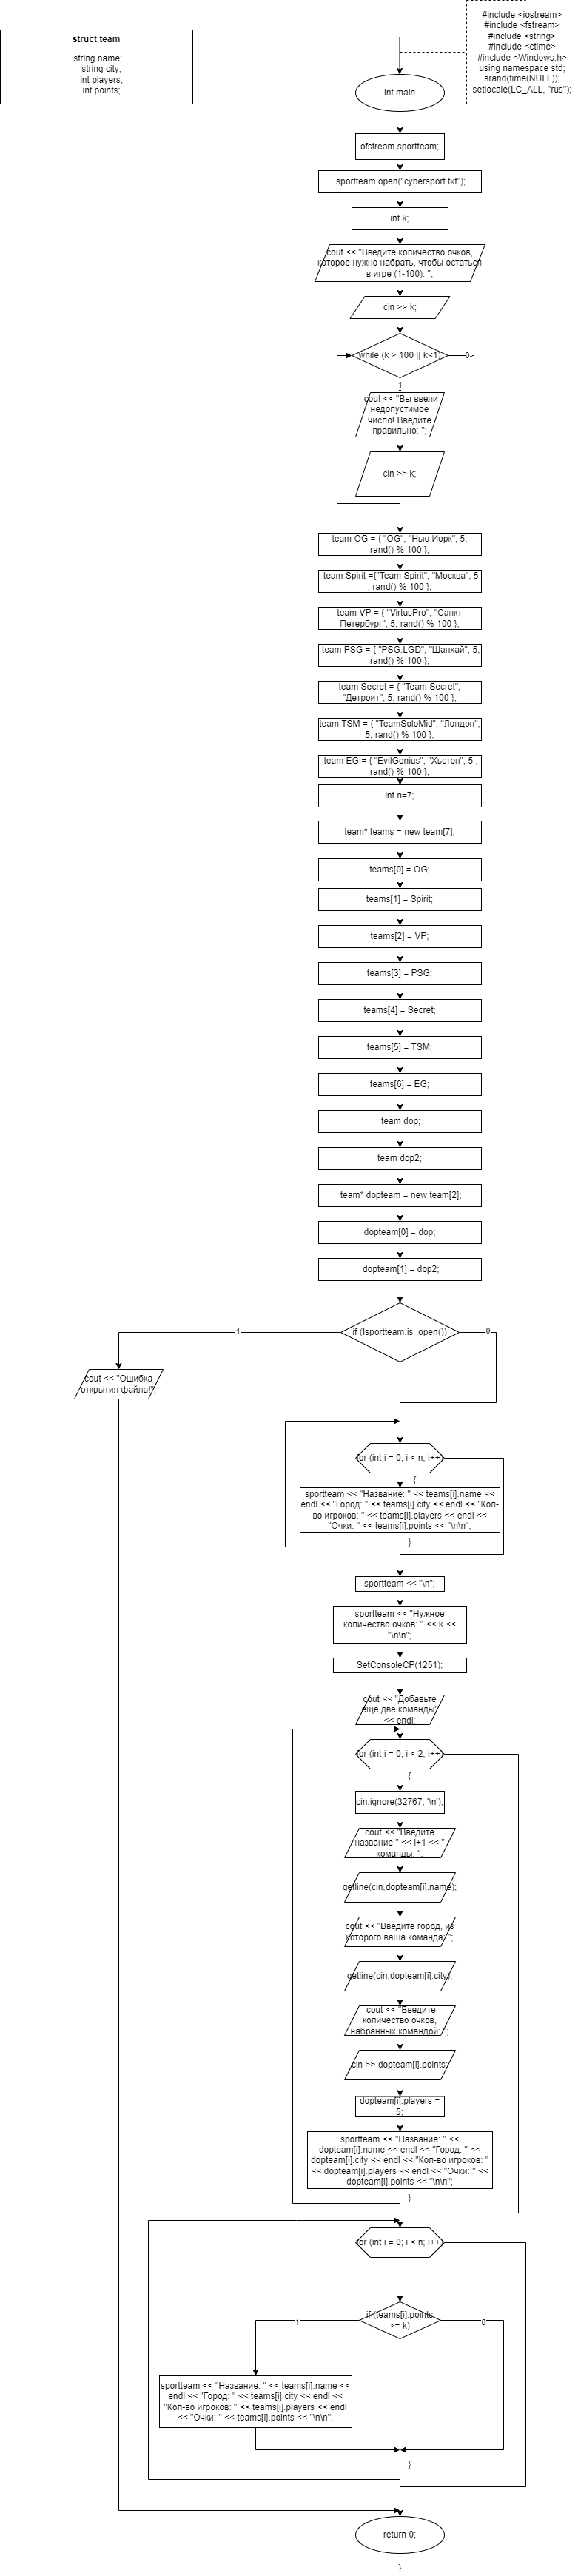 struct team
string name;
string city;
int players;
int points;
#include <iostream>
#include <fstream>
#include <string>
#include <ctime>
#include <Windows.h>
using namespace std;
srand(time(NULL));
setlocale(LC_ALL, "rus");
int main
ofstream sportteam;
sportteam.open("cybersport.txt");
int k;
cout << "Введите количество очков,
которое нужно набрать, чтобы остаться
в игре (1-100): ";
cin >> k;
while (k > 100 || k<1)
0
1
cout << "Вы ввели
недопустимое
число! Введите
правильно: ";
cin >> k;
team OG = { "OG", "Нью Йорк", 5,
rand() % 100 };
team Spirit ={"Team Spirit", "Москва", 5
, rand() % 100 };
team VP = { "VirtusPro", "Санкт-
Петербург", 5, rand() % 100 };
team PSG = { "PSG.LGD", "Шанхай", 5,
rand() % 100 };
team Secret = { "Team Secret",
"Детроит", 5, rand() % 100 };
team TSM = { "TeamSoloMid", "Лондон",
5, rand() % 100 };
team EG = { "EvilGenius", "Хьстон", 5 ,
rand() % 100 };
int n=7;
team* teams = new team[7];
teams[0] = OG;
teams[1] = Spirit;
teams[2] = VP;
teams[3] = PSG;
teams[4] = Secret;
teams[5] = TSM;
teams[6] = EG;
team dop;
team dop2;
team* dopteam = new team[2];
dopteam[0] = dop;
dopteam[1] = dop2;
if (!sportteam.is_open())
1
0
cout << "Ошибка
открытия файла!";
for (int i = 0; i < n; i++)
{
sportteam << "Название: " << teams[i].name <<
endl << "Город: " << teams[i].city << endl << "Кол-
во игроков: " << teams[i].players << endl <<
"Очки: " << teams[i].points << "\n\n";
}
sportteam << "\n";
sportteam << "Нужное
количество очков: " << k <<
"\n\n";
SetConsoleCP(1251);
cout << "Добавьте
еще две команды"
<< endl;
for (int i = 0; i < 2; i++)
{
cin.ignore(32767, '\n');
cout << "Введите
название " << i+1 << "
команды: ";
getline(cin,dopteam[i].name);
cout << "Введите город, из
которого ваша команда: ";
getline(cin,dopteam[i].city);
cout << "Введите
количество очков,
набранных командой: ";
cin >> dopteam[i].points;
dopteam[i].players =
5;
sportteam << "Название: " <<
dopteam[i].name << endl << "Город: " <<
dopteam[i].city << endl << "Кол-во игроков: "
<< dopteam[i].players << endl << "Очки: " <<
dopteam[i].points << "\n\n";
}
for (int i = 0; i < n; i++)
if (teams[i].points
>= k)
1
0
sportteam << "Название: " << teams[i].name <<
endl << "Город: " << teams[i].city << endl <<
"Кол-во игроков: " << teams[i].players << endl
<< "Очки: " << teams[i].points << "\n\n";
}
return 0;
}